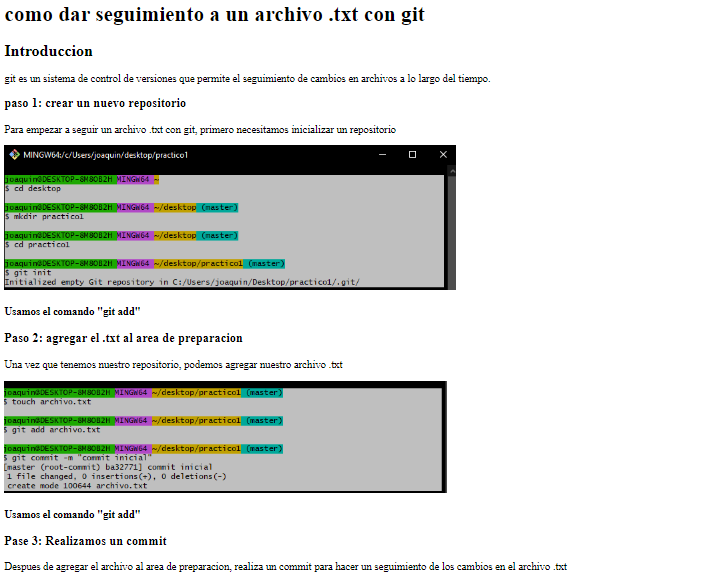 como dar seguimiento a un archivo .txt con git
Introduccion
git es un sistema de control de versiones que permite el seguimiento de cambios en archivos a lo largo del tiempo.
paso 1: crear un nuevo repositorio
Para empezar a seguir un archivo .txt con git, primero necesitamos inicializar un repositorio
MINGW64:/c/Users/joaquin/desktop/practico1
joaquin@DESKTOP-8M8OB2H MINGW64 ~
$ cd desktop
joaquin@DESKTOP-8M8OB2H MINGW64 ~/desktop (master)
$ mkdir practico1
joaquin@DESKTOP-8M8OB2H MINGW64 ~/desktop (master)
$ cd practico1
joaquin@DESKTOP-8M8OB2H MINGW64 ~/desktop/practico1 (master)
$ git init
Initialized empty Git repository in C:/Users/joaquin/Desktop/practico1/.git/
Usamos el comando "git add"
Paso 2: agregar el .txt al area de preparacion
Una vez que tenemos nuestro repositorio, podemos agregar nuestro archivo .txt
joaquin@DESKTOP-8M8OB2H MINGW64 ~/desktop/practico1 (master)
$ touch archivo.txt
joaquin@DESKTOP-8M8OB2H MINGW64 ~/desktop/practico1 (master)
$ git add archivo.txt
joaquin@DESKTOP-8M8OB2H MINGW64 ~/desktop/practico1 (master)
$ git commit -m "commit inicial"
[master (root-commit) ba32771] commit inicial
1 file changed, 0 insertions(+), 0 deletions(-)
create mode 100644 archivo.txt
Usamos el comando "git add"
Pase 3: Realizamos un commit
Despues de agregar el archivo al area de preparacion, realiza un commit para hacer un seguimiento de los cambios en el archivo .txt